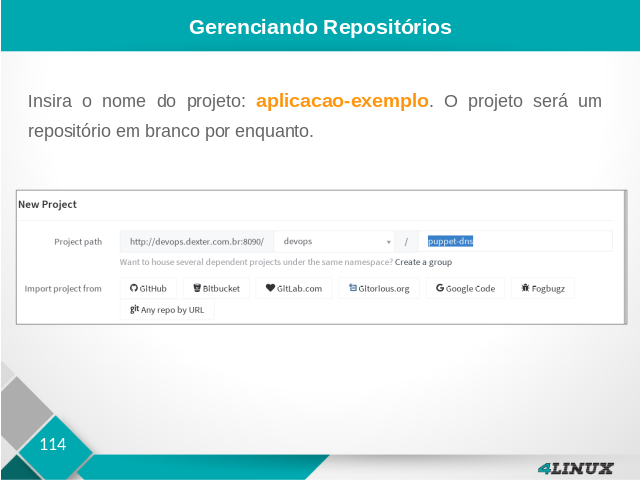 Gerenciando Repositórios
Insira o nome do projeto: aplicacao-exemplo. O projeto será um
repositório em branco por enquanto.
New Project
Project path http://devops.dexter.com.br:8090/ devops / puppet-dns
Want to house several dependent projects under the same namespace? Create a group
Import project from GitHub Bitbucket GitLab.com Gitorious.org Google Code Fogbugz
git Any repo by URL
114
4LINUX